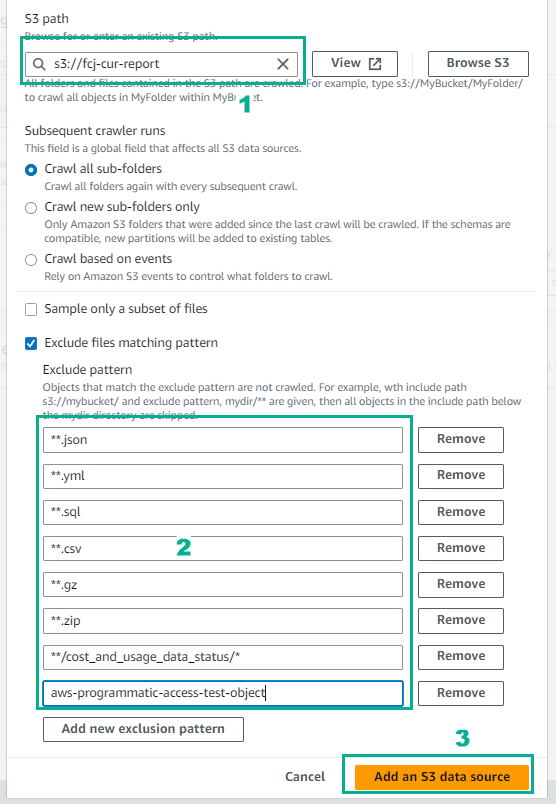 S3 path
Browse for or enter an existing S3 path.
s3://fcj-cur-report
View
Browse S3
All folders and files contained in the S3 path are crawled. For example, type s3://MyBucket/MyFolder/
to crawl all objects in MyFolder within MyBucket.
1
Subsequent crawler runs
This field is a global field that affects all S3 data sources.
Crawl all sub-folders
Crawl all folders again with every subsequent crawl.
Crawl new sub-folders only
Only Amazon S3 folders that were added since the last crawl will be crawled. If the schemas are
compatible, new partitions will be added to existing tables.
Crawl based on events
Rely on Amazon S3 events to control what folders to crawl.
Sample only a subset of files
Exclude files matching pattern
Exclude pattern
Objects that match the exclude pattern are not crawled. For example, wth include path
s3://mybucket/ and exclude pattern, mydir/** are given, then all objects in the include path below
the mydir directory are skipped.
**.json
Remove
**.yml
Remove
**.sql
Remove
**.csv
2
Remove
**.gz
Remove
**.zip
Remove
**/cost_and_usage_data_status/*
Remove
aws-programmatic-access-test-object
Remove
Add new exclusion pattern
3
Cancel
Add an S3 data source